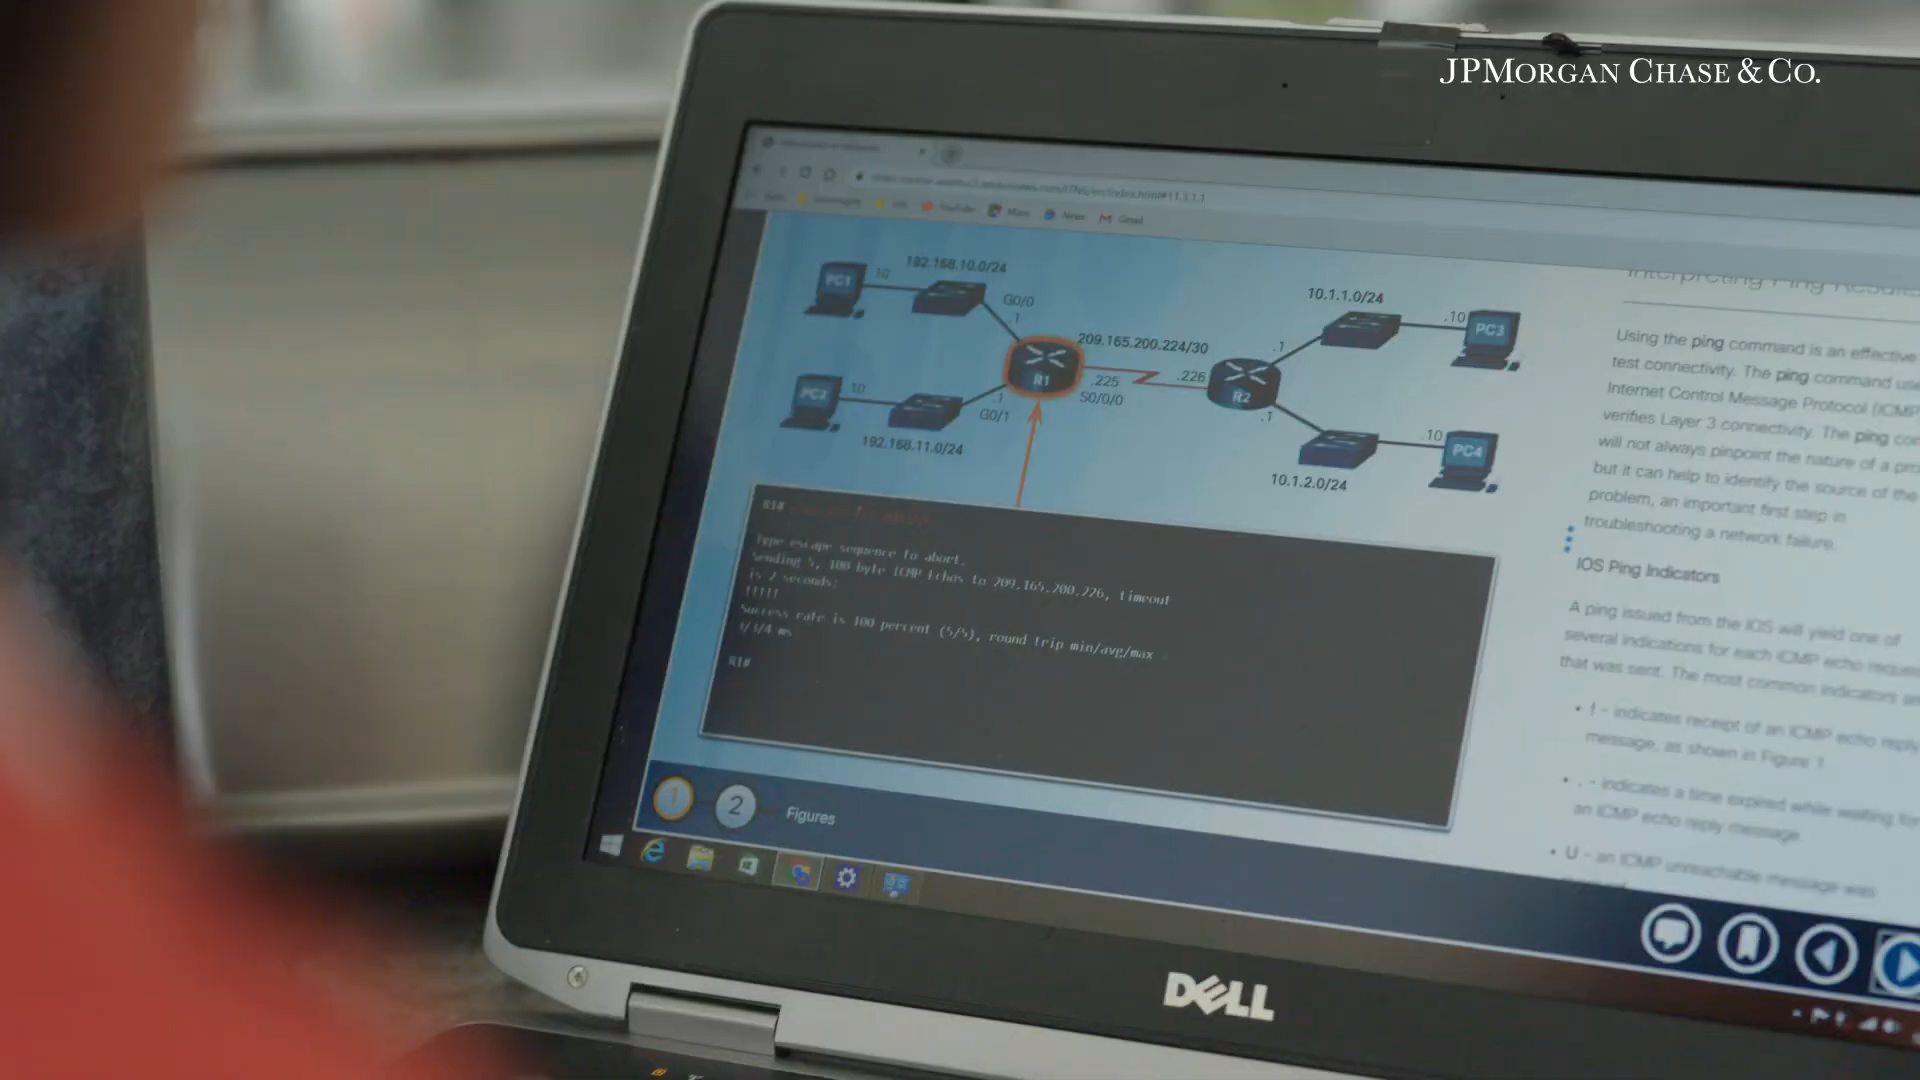 JPMORGAN CHASE & CO.
YouTube
Maps
News
Gmail
192.168.10.0/24
PC1
10
G0/0
.1
10.1.1.0/24
.10
PC3
209.165.200.224/30
R1
.225
.226
S0/0/0
R2
.1
.1
PC2
10
.1
G0/1
192.168.11.0/24
.10
PC4
10.1.2.0/24
R1#
Type escape sequence to abort.
Sending 5, 100 byte ICMP Echos to 209.165.200.226, timeout
is 2 seconds:
!!!!!
Success rate is 100 percent (5/5), round trip min/avg/max
R1#
1
2
Figures
Interpreting Ping Results
Using the ping command is an effective
test connectivity. The ping command
Internet Control Message Protocol (ICMP
verifies Layer 3 connectivity. The ping
will not always pinpoint the nature of a
but it can help to identify the source of the
problem, an important first step in
troubleshooting a network failure.
IOS Ping Indicators
A ping issued from the IOS will yield one of
several indications for each ICMP echo
that was sent. The most common indicators
• ! - indicates receipt of an ICMP echo reply
message, as shown in Figure 1
• . - indicates a time expired while waiting for
an ICMP echo reply message
• U - an ICMP unreachable message was
DELL